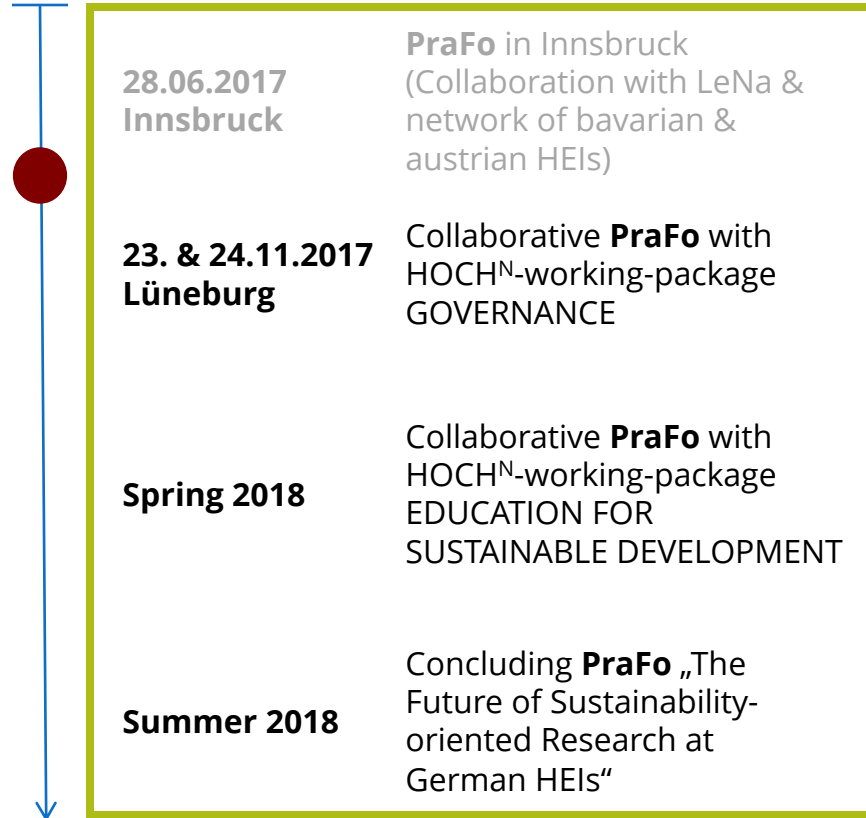 28.06.2017
Innsbruck
PraFo in Innsbruck
(Collaboration with LeNa &
network of bavarian &
austrian HEIs)
23. & 24.11.2017
Lüneburg
Collaborative PraFo with
HOCHᴺ-working-package
GOVERNANCE
Spring 2018
Collaborative PraFo with
HOCHᴺ-working-package
EDUCATION FOR
SUSTAINABLE DEVELOPMENT
Summer 2018
Concluding PraFo „The
Future of Sustainability-
oriented Research at
German HEIs“